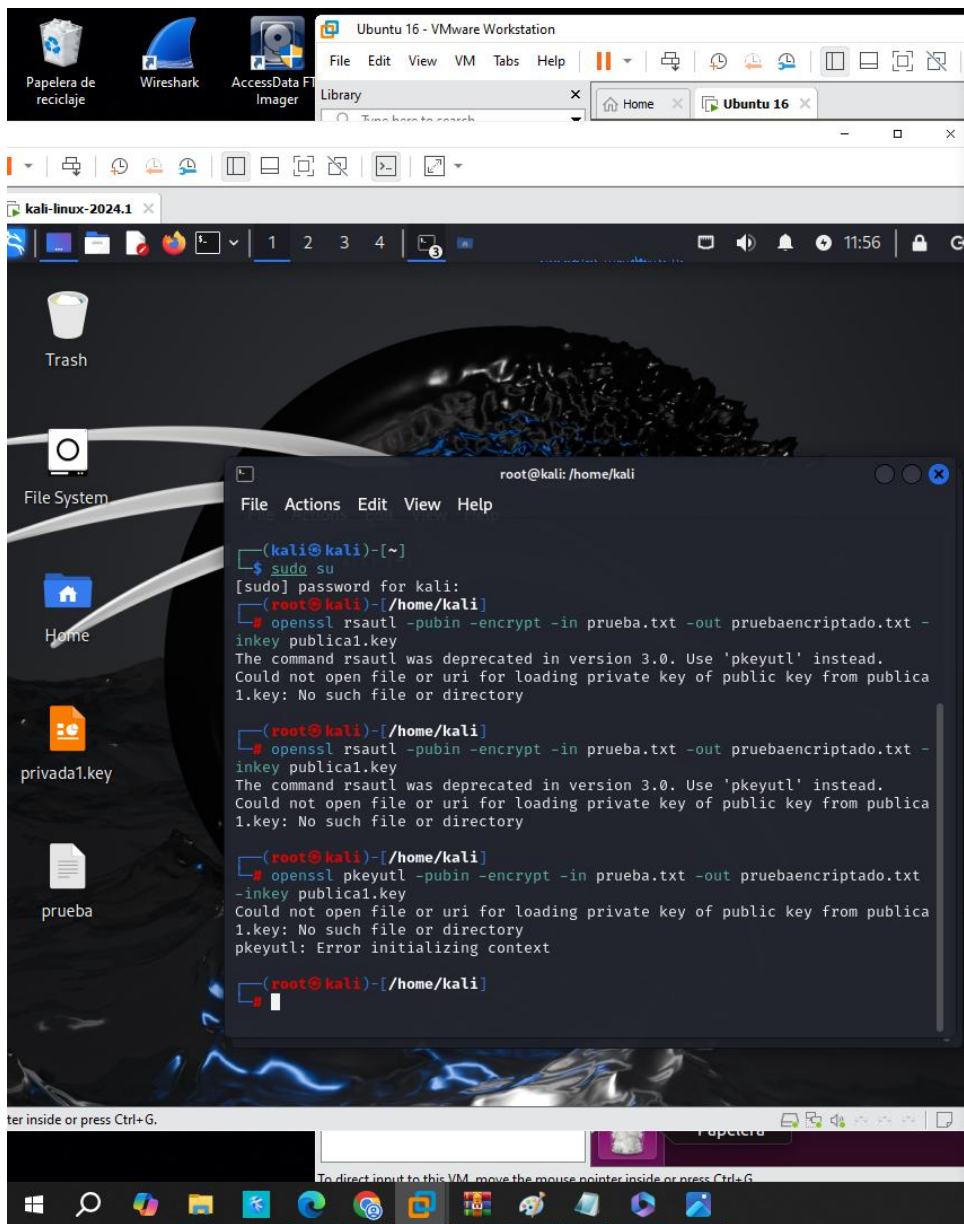 Ubuntu 16 - VMware Workstation
File Edit View VM Tabs Help
Papelera de reciclaje
Wireshark
AccessData FT
Imager
Library
Type here to search
Home
Ubuntu 16
kali-linux-2024.1
1 2 3 4
3
11:56
Trash
File System
Home
privada1.key
prueba
root@kali: /home/kali
File Actions Edit View Help
(kali㉿kali)-[~]
$ sudo su
[sudo] password for kali:
(root㉿kali)-[/home/kali]
# openssl rsautl -pubin -encrypt -in prueba.txt -out pruebaencriptado.txt -
inkey publica1.key
The command rsautl was deprecated in version 3.0. Use 'pkeyutl' instead.
Could not open file or uri for loading private key of public key from publica
1.key: No such file or directory
(root㉿kali)-[/home/kali]
# openssl rsautl -pubin -encrypt -in prueba.txt -out pruebaencriptado.txt -
inkey publica1.key
The command rsautl was deprecated in version 3.0. Use 'pkeyutl' instead.
Could not open file or uri for loading private key of public key from publica
1.key: No such file or directory
(root㉿kali)-[/home/kali]
# openssl pkeyutl -pubin -encrypt -in prueba.txt -out pruebaencriptado.txt
-inkey publica1.key
Could not open file or uri for loading private key of public key from publica
1.key: No such file or directory
pkeyutl: Error initializing context
(root㉿kali)-[/home/kali]
#
ter inside or press Ctrl+G.
Papelera
To direct input to this VM, move the mouse pointer inside or press Ctrl+G.